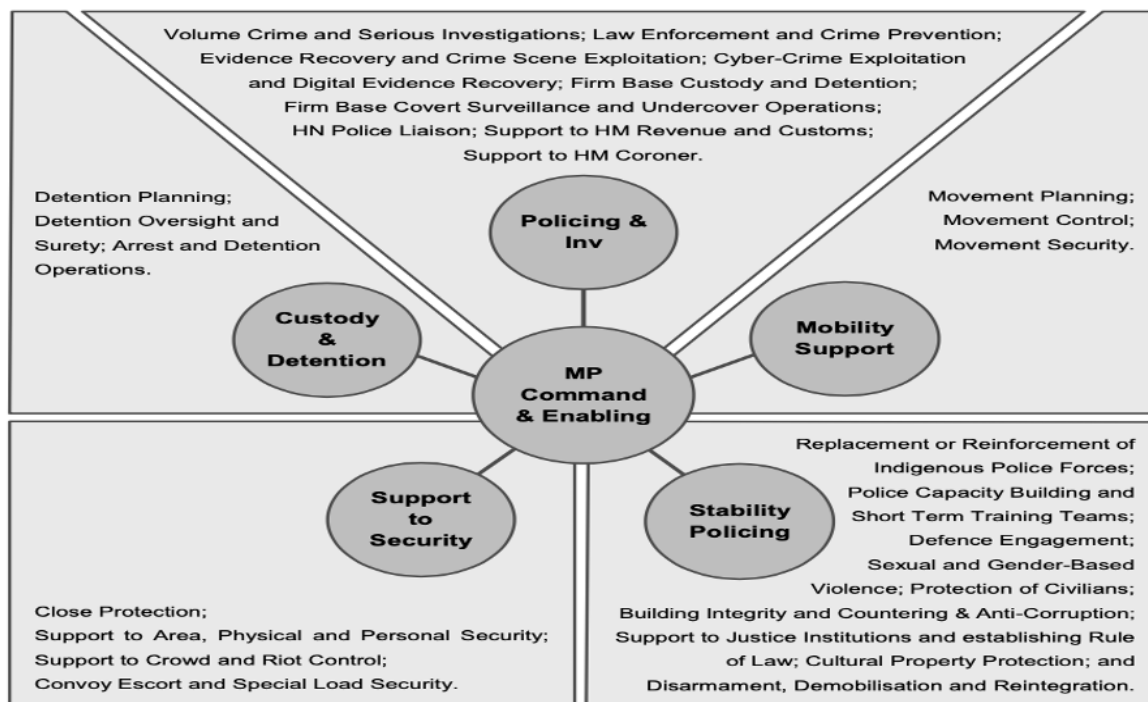 Volume Crime and Serious Investigations; Law Enforcement and Crime Prevention;
Evidence Recovery and Crime Scene Exploitation; Cyber-Crime Exploitation
and Digital Evidence Recovery; Firm Base Custody and Detention;
Firm Base Covert Surveillance and Undercover Operations;
HN Police Liaison; Support to HM Revenue and Customs;
Support to HM Coroner.
Detention Planning;
Detention Oversight and
Surety; Arrest and Detention
Operations.
Policing &
Inv
Movement Planning;
Movement Control;
Movement Security.
Custody
&
Detention
Mobility
Support
MP
Command
& Enabling
Support
to
Security
Stability
Policing
Replacement or Reinforcement of
Indigenous Police Forces;
Police Capacity Building and
Short Term Training Teams;
Defence Engagement;
Sexual and Gender-Based
Violence; Protection of Civilians;
Building Integrity and Countering & Anti-Corruption;
Support to Justice Institutions and establishing Rule
of Law; Cultural Property Protection; and
Disarmament, Demobilisation and Reintegration.
Close Protection;
Support to Area, Physical and Personal Security;
Support to Crowd and Riot Control;
Convoy Escort and Special Load Security.